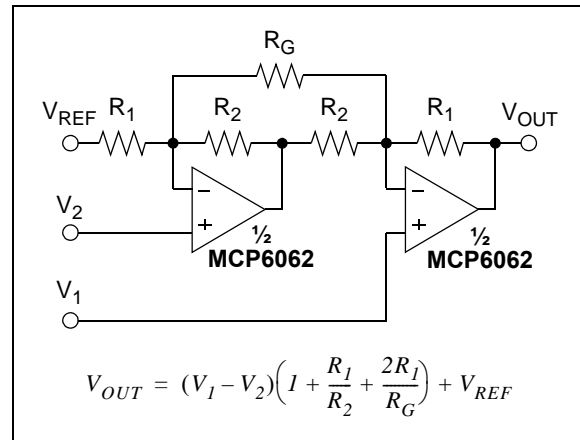 R_G
V_REF R_1 R_2 R_2 R_1 V_OUT
V_2
½
MCP6062
½
MCP6062
V_1
V_OUT = (V_1 – V_2)(1 + R_1/R_2 + 2R_1/R_G) + V_REF